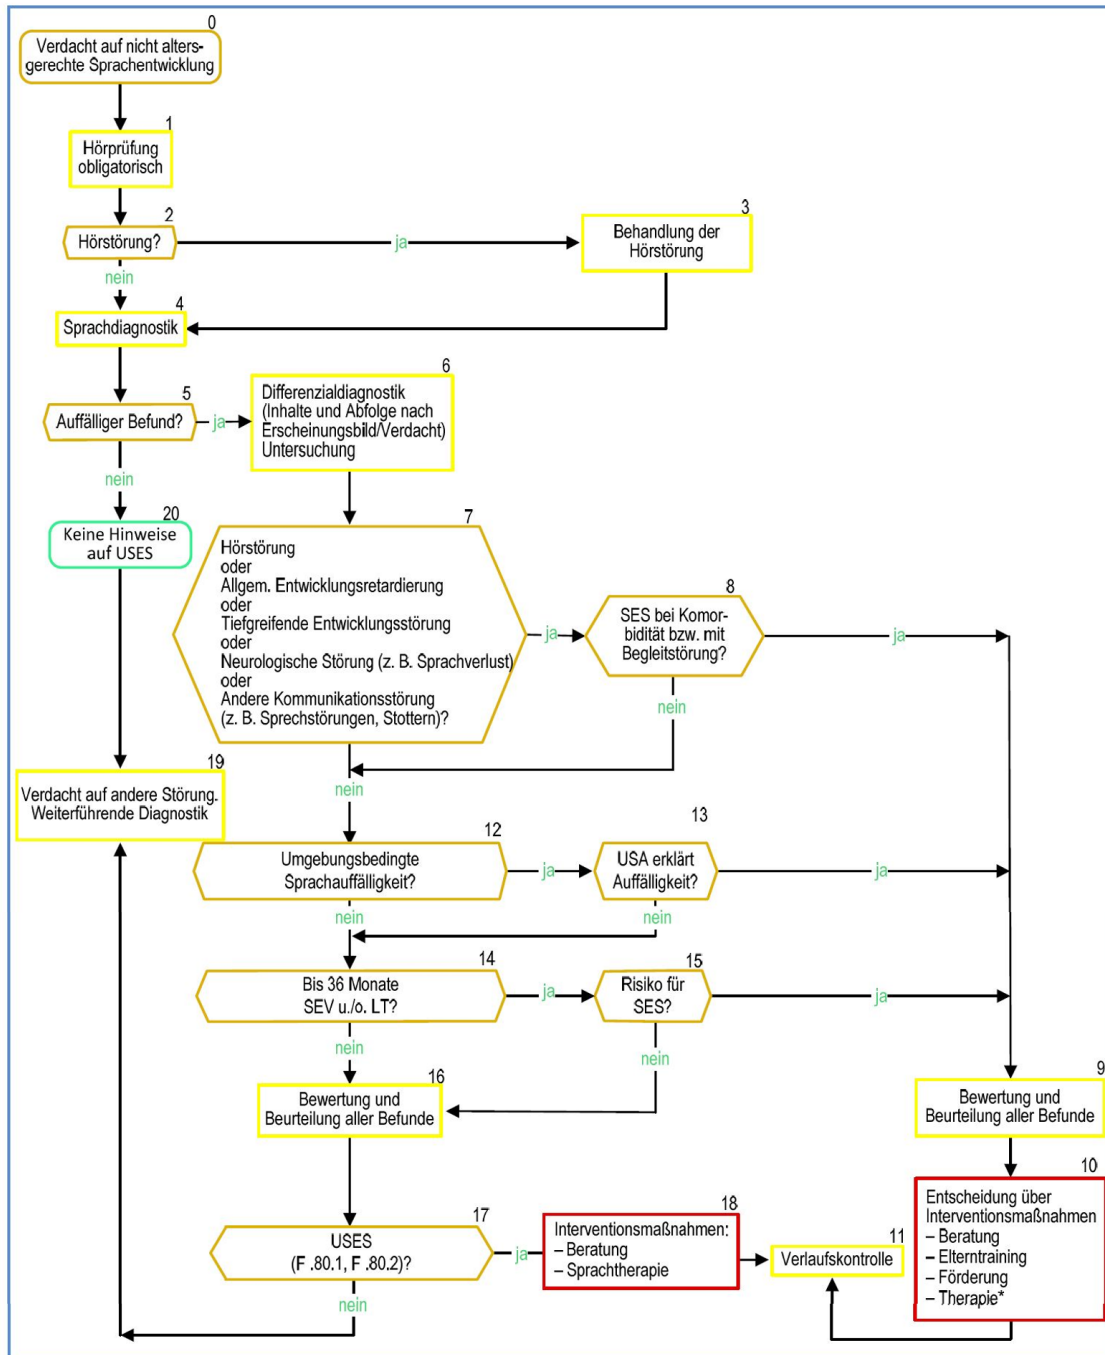 0
Verdacht auf nicht alters-
gerechte Sprachentwicklung
1
Hörprüfung
obligatorisch
2
Hörstörung?
ja
3
Behandlung der
Hörstörung
nein
4
Sprachdiagnostik
5
Auffälliger Befund?
ja
6
Differenzialdiagnostik
(Inhalte und Abfolge nach
Erscheinungsbild/Verdacht)
Untersuchung
nein
20
Keine Hinweise
auf USES
7
Hörstörung
oder
Allgem. Entwicklungsretardierung
oder
Tiefgreifende Entwicklungsstörung
oder
Neurologische Störung (z. B. Sprachverlust)
oder
Andere Kommunikationsstörung
(z. B. Sprechstörungen, Stottern)?
ja
8
SES bei Komor-
bidität bzw. mit
Begleitstörung?
ja
nein
nein
19
Verdacht auf andere Störung.
Weiterführende Diagnostik
12
Umgebungsbedingte
Sprachauffälligkeit?
ja
13
USA erklärt
Auffälligkeit?
ja
nein
nein
14
Bis 36 Monate
SEV u./o. LT?
ja
15
Risiko für
SES?
ja
nein
nein
16
Bewertung und
Beurteilung aller Befunde
9
Bewertung und
Beurteilung aller Befunde
17
USES
(F .80.1, F .80.2)?
ja
nein
18
Interventionsmaßnahmen:
– Beratung
– Sprachtherapie
11
Verlaufskontrolle
10
Entscheidung über
Interventionsmaßnahmen
– Beratung
– Elterntraining
– Förderung
– Therapie*